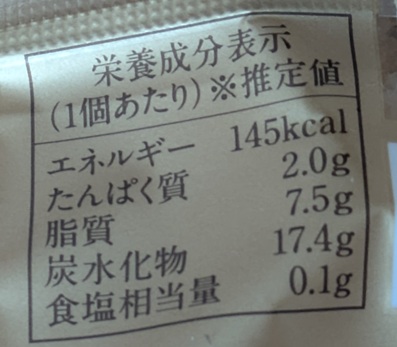 栄養成分表示
(1個あたり)※推定値
エネルギー 145kcal
たんぱく質 2.0g
脂質 7.5g
炭水化物 17.4g
食塩相当量 0.1g